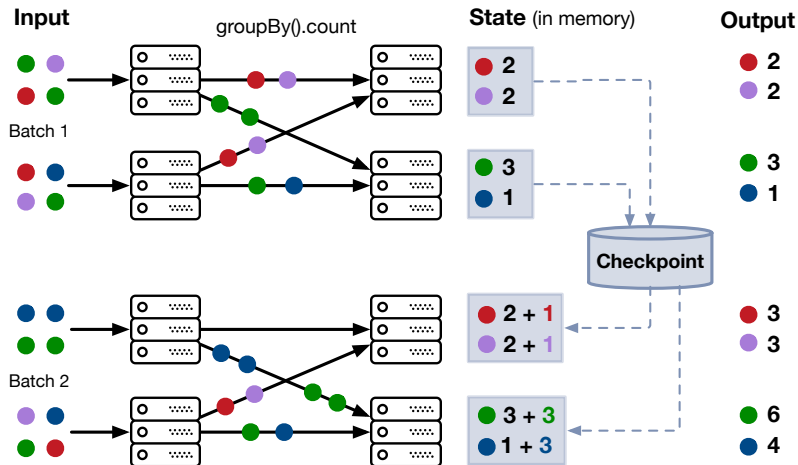 Input
groupBy().count
State (in memory)
Output
Batch 1
2
2
3
1
2
2
3
1
Checkpoint
Batch 2
2 + 1
2 + 1
3 + 3
1 + 3
3
3
6
4